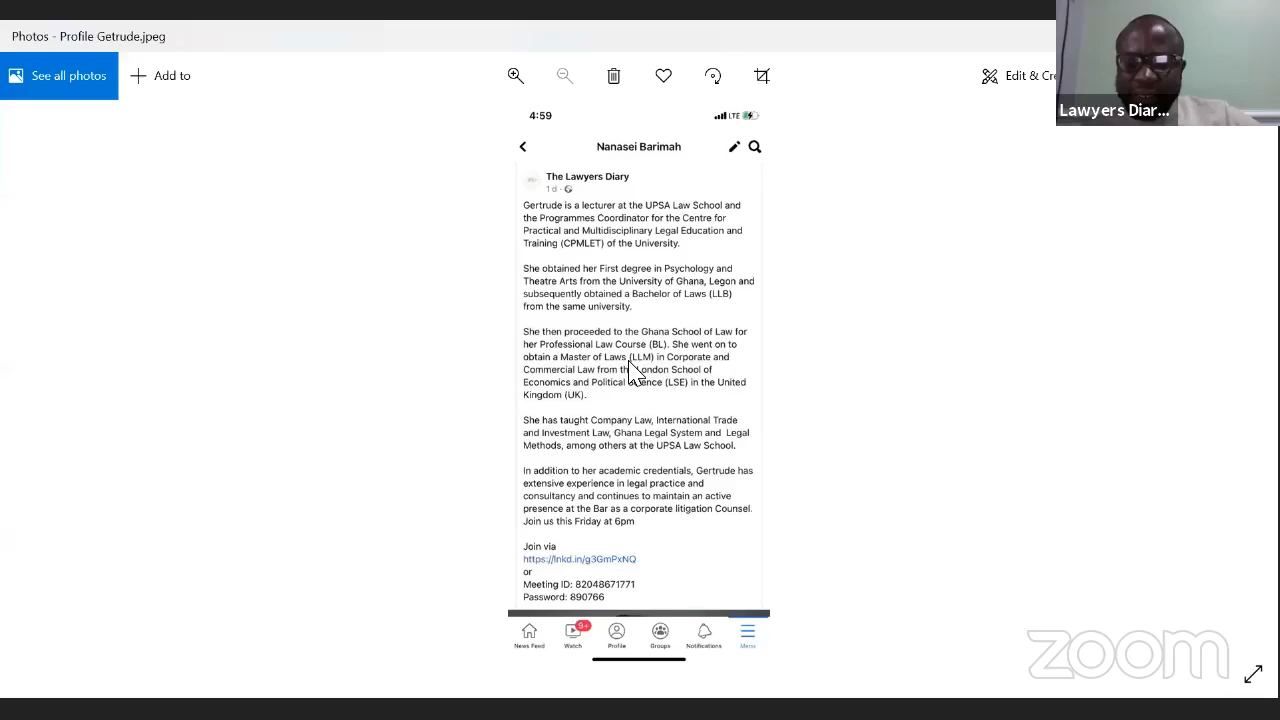 Photos - Profile Getrude.jpeg
See all photos
Add to
Edit & Cre
Lawyers Diar...
4:59
LTE
Nanasei Barimah
The Lawyers Diary
1 d ·
Gertrude is a lecturer at the UPSA Law School and
the Programmes Coordinator for the Centre for
Practical and Multidisciplinary Legal Education and
Training (CPMLET) of the University.
She obtained her First degree in Psychology and
Theatre Arts from the University of Ghana, Legon and
subsequently obtained a Bachelor of Laws (LLB)
from the same university.
She then proceeded to the Ghana School of Law for
her Professional Law Course (BL). She went on to
obtain a Master of Laws (LLM) in Corporate and
Commercial Law from the London School of
Economics and Political Science (LSE) in the United
Kingdom (UK).
She has taught Company Law, International Trade
and Investment Law, Ghana Legal System and Legal
Methods, among others at the UPSA Law School.
In addition to her academic credentials, Gertrude has
extensive experience in legal practice and
consultancy and continues to maintain an active
presence at the Bar as a corporate litigation Counsel.
Join us this Friday at 6pm
Join via
https://lnkd.in/g3GmPxNQ
or
Meeting ID: 82048671771
Password: 890766
9+
News Feed Watch Profile Groups Notifications Menu
zoom